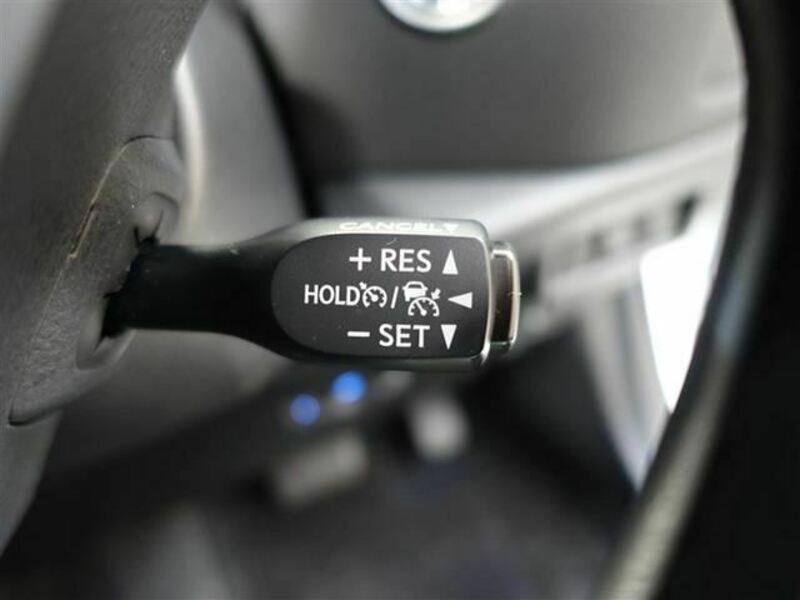 CANCEL▼
+ RES ▲
HOLD / ◀
− SET ▼